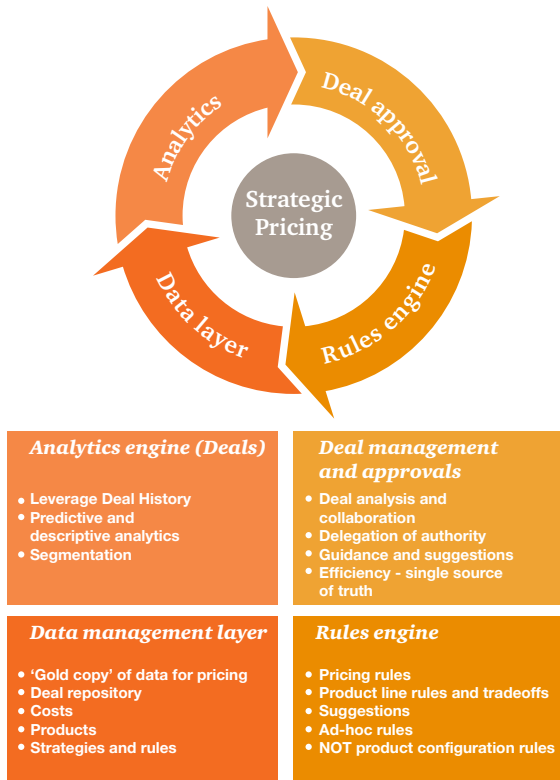 Analytics
Deal approval
Strategic
Pricing
Data layer
Rules engine
Analytics engine (Deals)
• Leverage Deal History
• Predictive and
descriptive analytics
• Segmentation
Deal management
and approvals
• Deal analysis and
collaboration
• Delegation of authority
• Guidance and suggestions
• Efficiency - single source
of truth
Data management layer
• ‘Gold copy’ of data for pricing
• Deal repository
• Costs
• Products
• Strategies and rules
Rules engine
• Pricing rules
• Product line rules and tradeoffs
• Suggestions
• Ad-hoc rules
• NOT product configuration rules